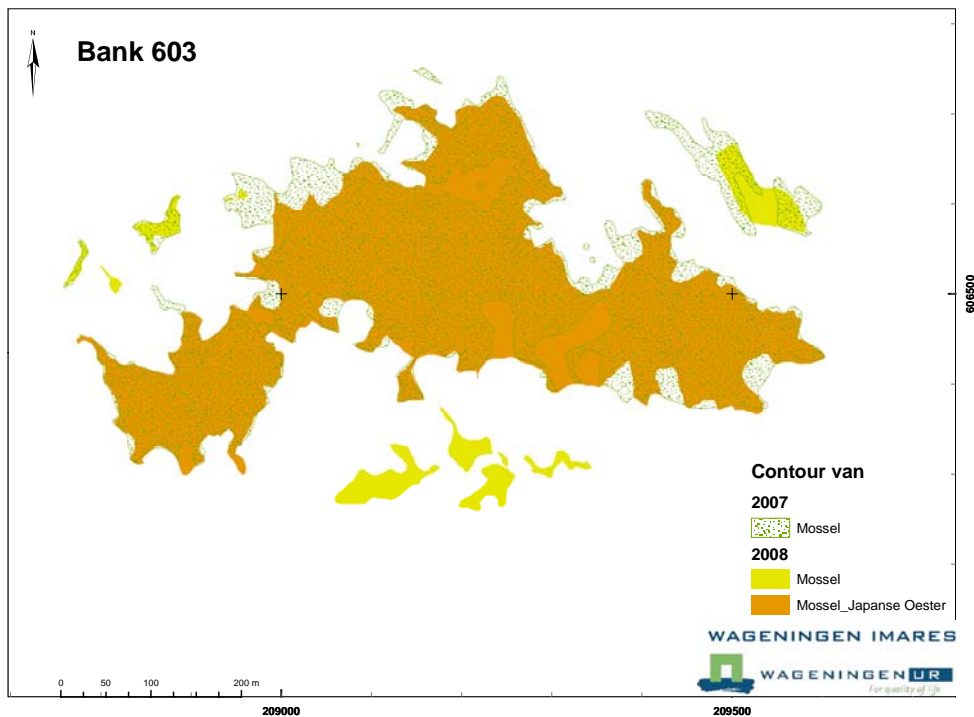 N
Bank 603
606500
Contour van
2007
Mossel
2008
Mossel
Mossel_Japanse Oester
WAGENINGEN IMARES
WAGENINGEN UR
For quality of life
0 50 100 200 m
209000 209500